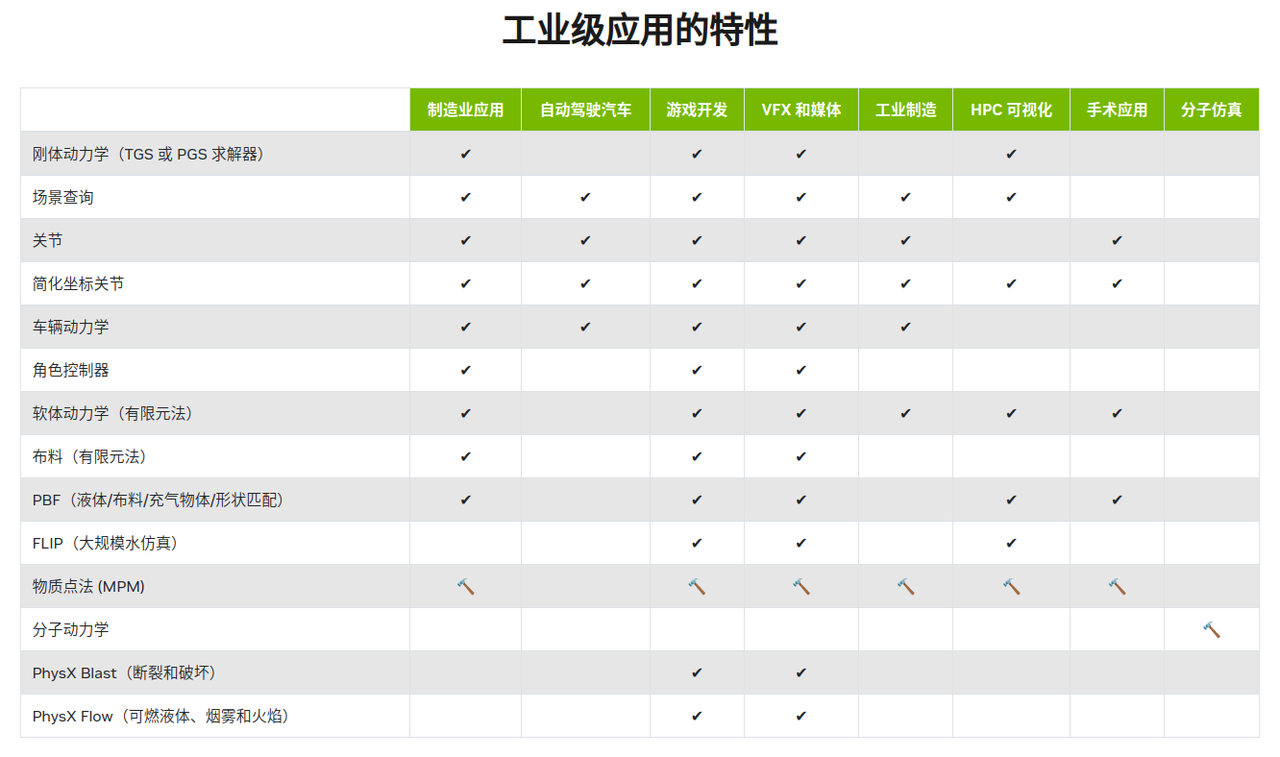 工业级应用的特性
制造业应用 自动驾驶汽车 游戏开发 VFX 和媒体 工业制造 HPC 可视化 手术应用 分子仿真
刚体动力学（TGS 或 PGS 求解器） ✔ ✔ ✔ ✔
场景查询 ✔ ✔ ✔ ✔ ✔ ✔
关节 ✔ ✔ ✔ ✔ ✔ ✔
简化坐标关节 ✔ ✔ ✔ ✔ ✔ ✔ ✔
车辆动力学 ✔ ✔ ✔ ✔ ✔
角色控制器 ✔ ✔ ✔
软体动力学（有限元法） ✔ ✔ ✔ ✔ ✔ ✔
布料（有限元法） ✔ ✔ ✔
PBF（液体/布料/充气物体/形状匹配） ✔ ✔ ✔ ✔ ✔
FLIP（大规模水仿真） ✔ ✔ ✔
物质点法 (MPM) 🔨 🔨 🔨 🔨 🔨 🔨
分子动力学 🔨
PhysX Blast（断裂和破坏） ✔ ✔
PhysX Flow（可燃液体、烟雾和火焰） ✔ ✔